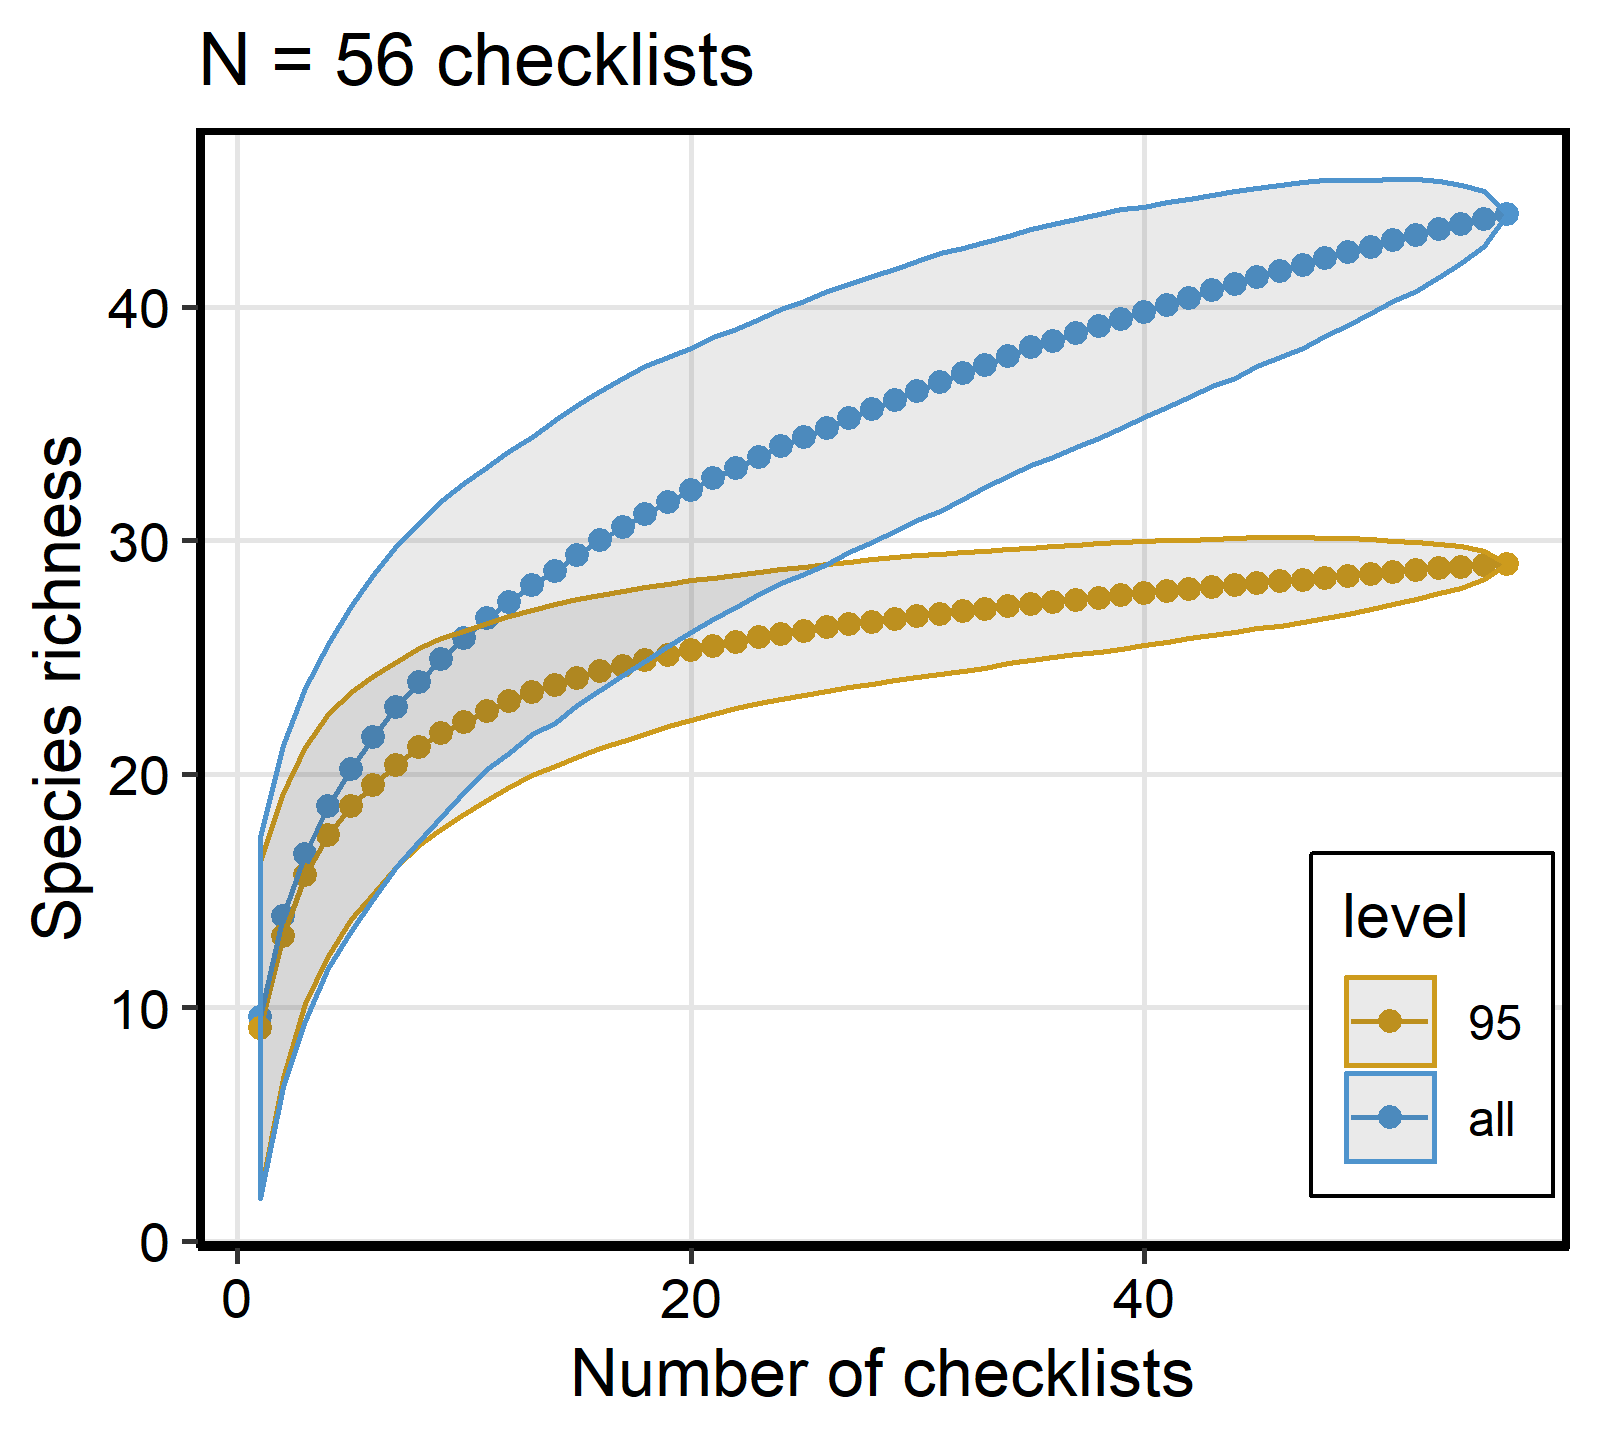 N = 56 checklists
Species richness
40
30
20
10
0
0 20 40
Number of checklists
level
95
all